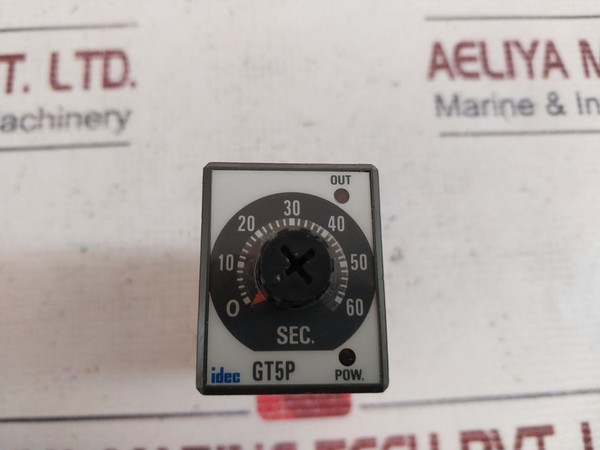 T. LTD.
AELIYA M
achinery
Marine & In
OUT
30
20
40
10
50
0
60
SEC.
idec
GT5P
POW.